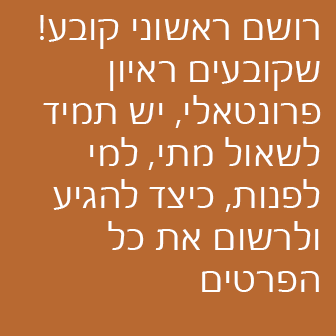 רושם ראשוני קובע!
שקובעים ראיון
פרונטאלי, יש תמיד
לשאול מתי, למי
לפנות, כיצד להגיע
ולרשום את כל
הפרטים